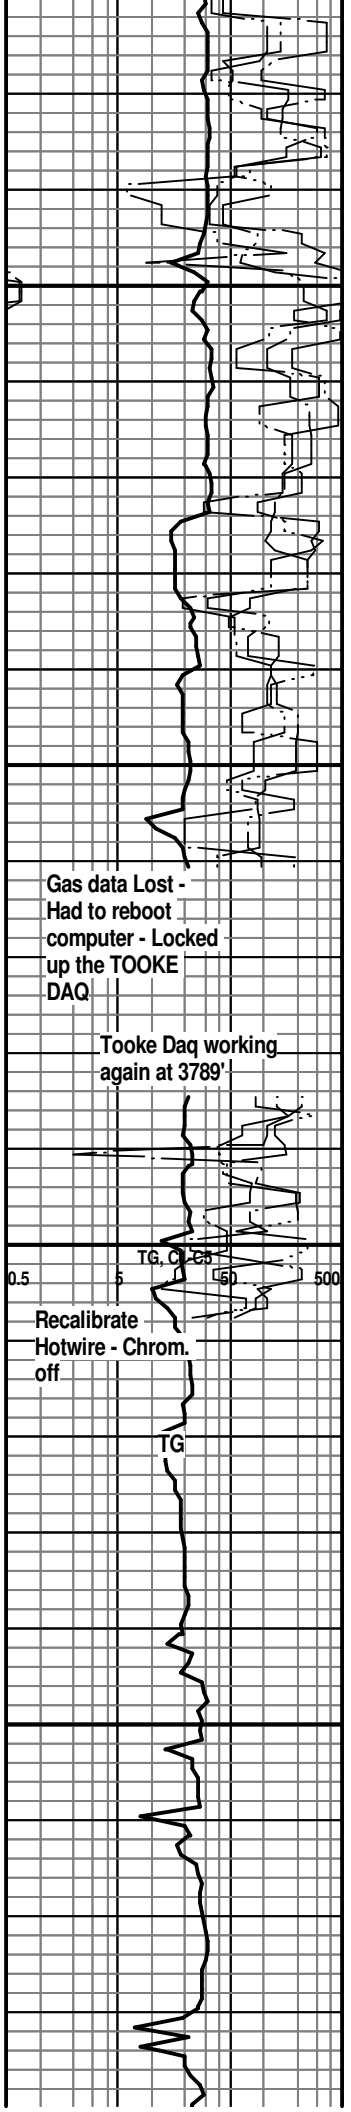 Gas data Lost -
Had to reboot
computer - Locked
up the TOOKE
DAQ
Tooke Daq working
again at 3789'
TG, C1-C5
0.5 5 50 500
Recalibrate
Hotwire - Chrom.
off
TG